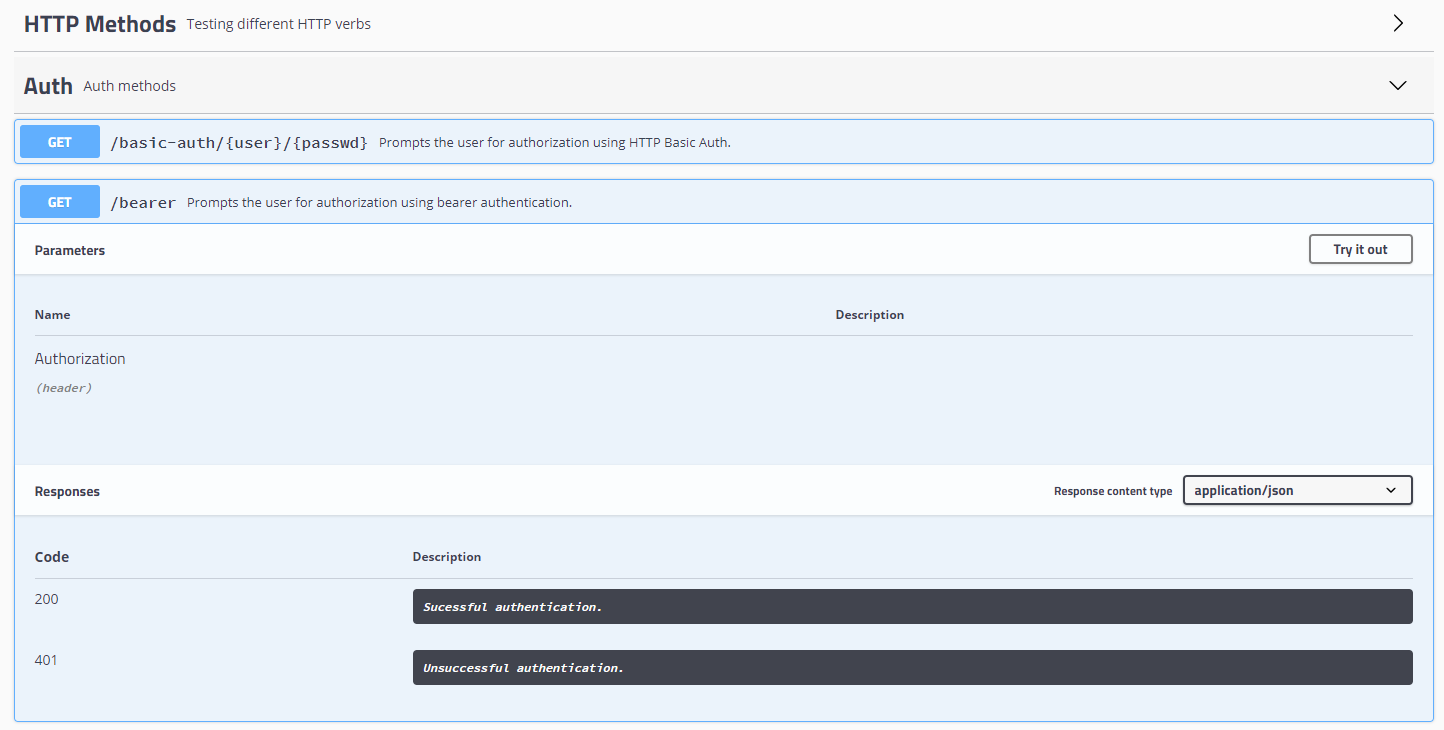 HTTP Methods Testing different HTTP verbs
Auth Auth methods
GET /basic-auth/{user}/{passwd} Prompts the user for authorization using HTTP Basic Auth.
GET /bearer Prompts the user for authorization using bearer authentication.
Parameters Try it out
Name Description
Authorization
(header)
Responses Response content type application/json
Code Description
200 Sucessful authentication.
401 Unsuccessful authentication.